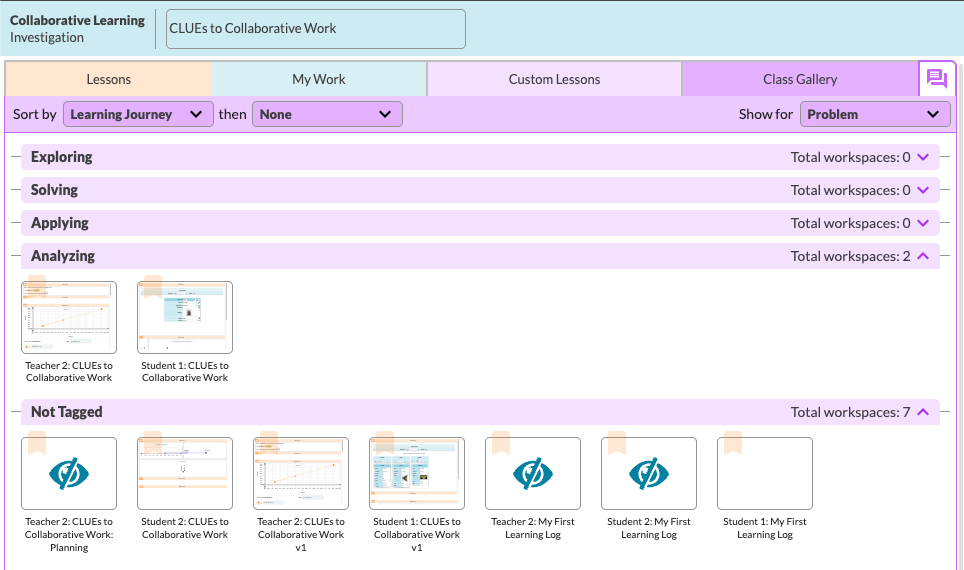 Collaborative Learning
Investigation
CLUEs to Collaborative Work
Lessons
My Work
Custom Lessons
Class Gallery
Sort by Learning Journey then None Show for Problem
Exploring Total workspaces: 0
Solving Total workspaces: 0
Applying Total workspaces: 0
Analyzing Total workspaces: 2
Teacher 2: CLUEs to
Collaborative Work
Student 1: CLUEs to
Collaborative Work
Not Tagged Total workspaces: 7
Teacher 2: CLUEs to
Collaborative Work:
Planning
Student 2: CLUEs to
Collaborative Work
Teacher 2: CLUEs to
Collaborative Work
v1
Student 1: CLUEs to
Collaborative Work
v1
Teacher 2: My First
Learning Log
Student 2: My First
Learning Log
Student 1: My First
Learning Log